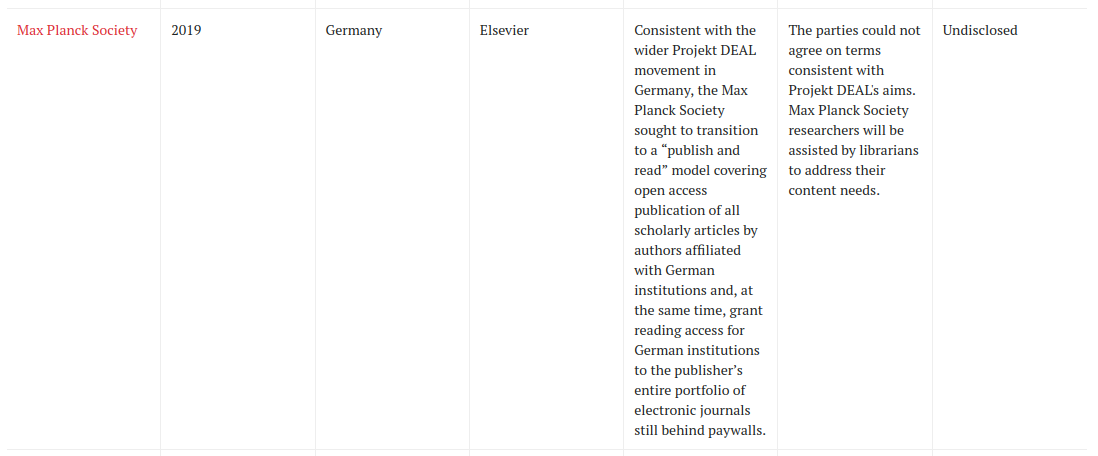 Max Planck Society
2019
Germany
Elsevier
Consistent with the
wider Projekt DEAL
movement in
Germany, the Max
Planck Society
sought to transition
to a “publish and
read” model covering
open access
publication of all
scholarly articles by
authors affiliated
with German
institutions and, at
the same time, grant
reading access for
German institutions
to the publisher’s
entire portfolio of
electronic journals
still behind paywalls.
The parties could not
agree on terms
consistent with
Projekt DEAL's aims.
Max Planck Society
researchers will be
assisted by librarians
to address their
content needs.
Undisclosed